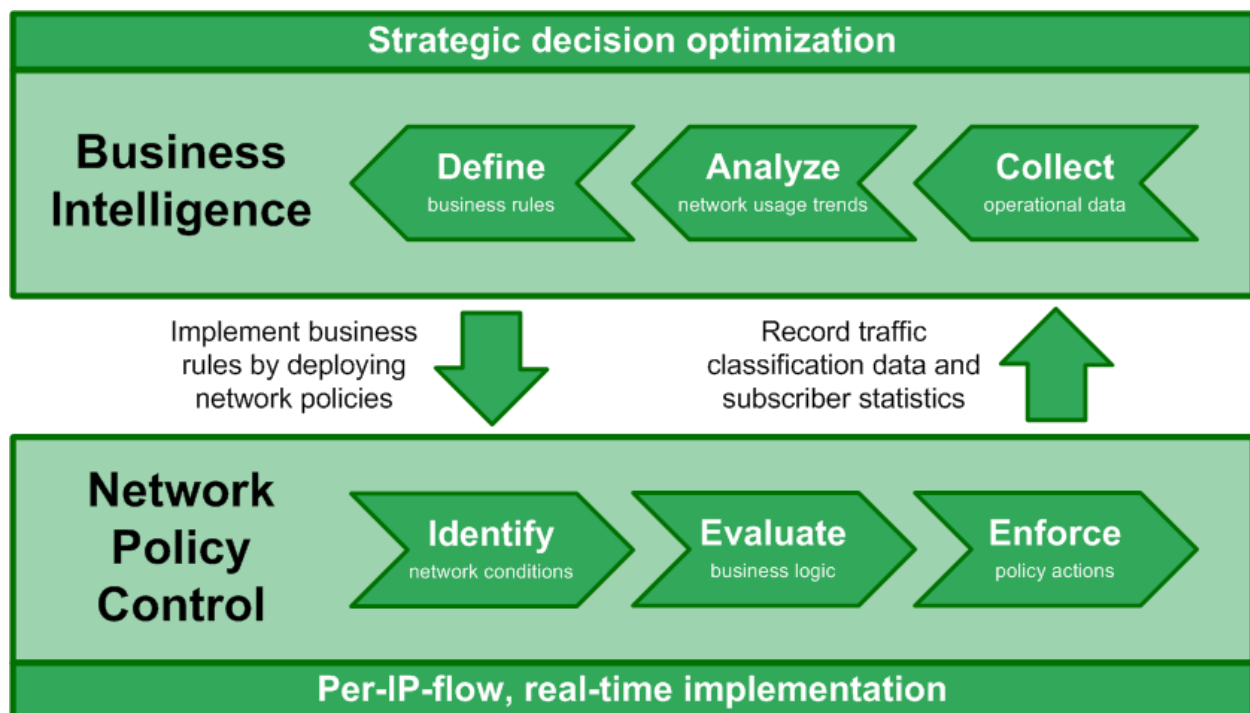 Strategic decision optimization
Business
Intelligence
Define
business rules
Analyze
network usage trends
Collect
operational data
Implement business
rules by deploying
network policies
Record traffic
classification data and
subscriber statistics
Network
Policy
Control
Identify
network conditions
Evaluate
business logic
Enforce
policy actions
Per-IP-flow, real-time implementation